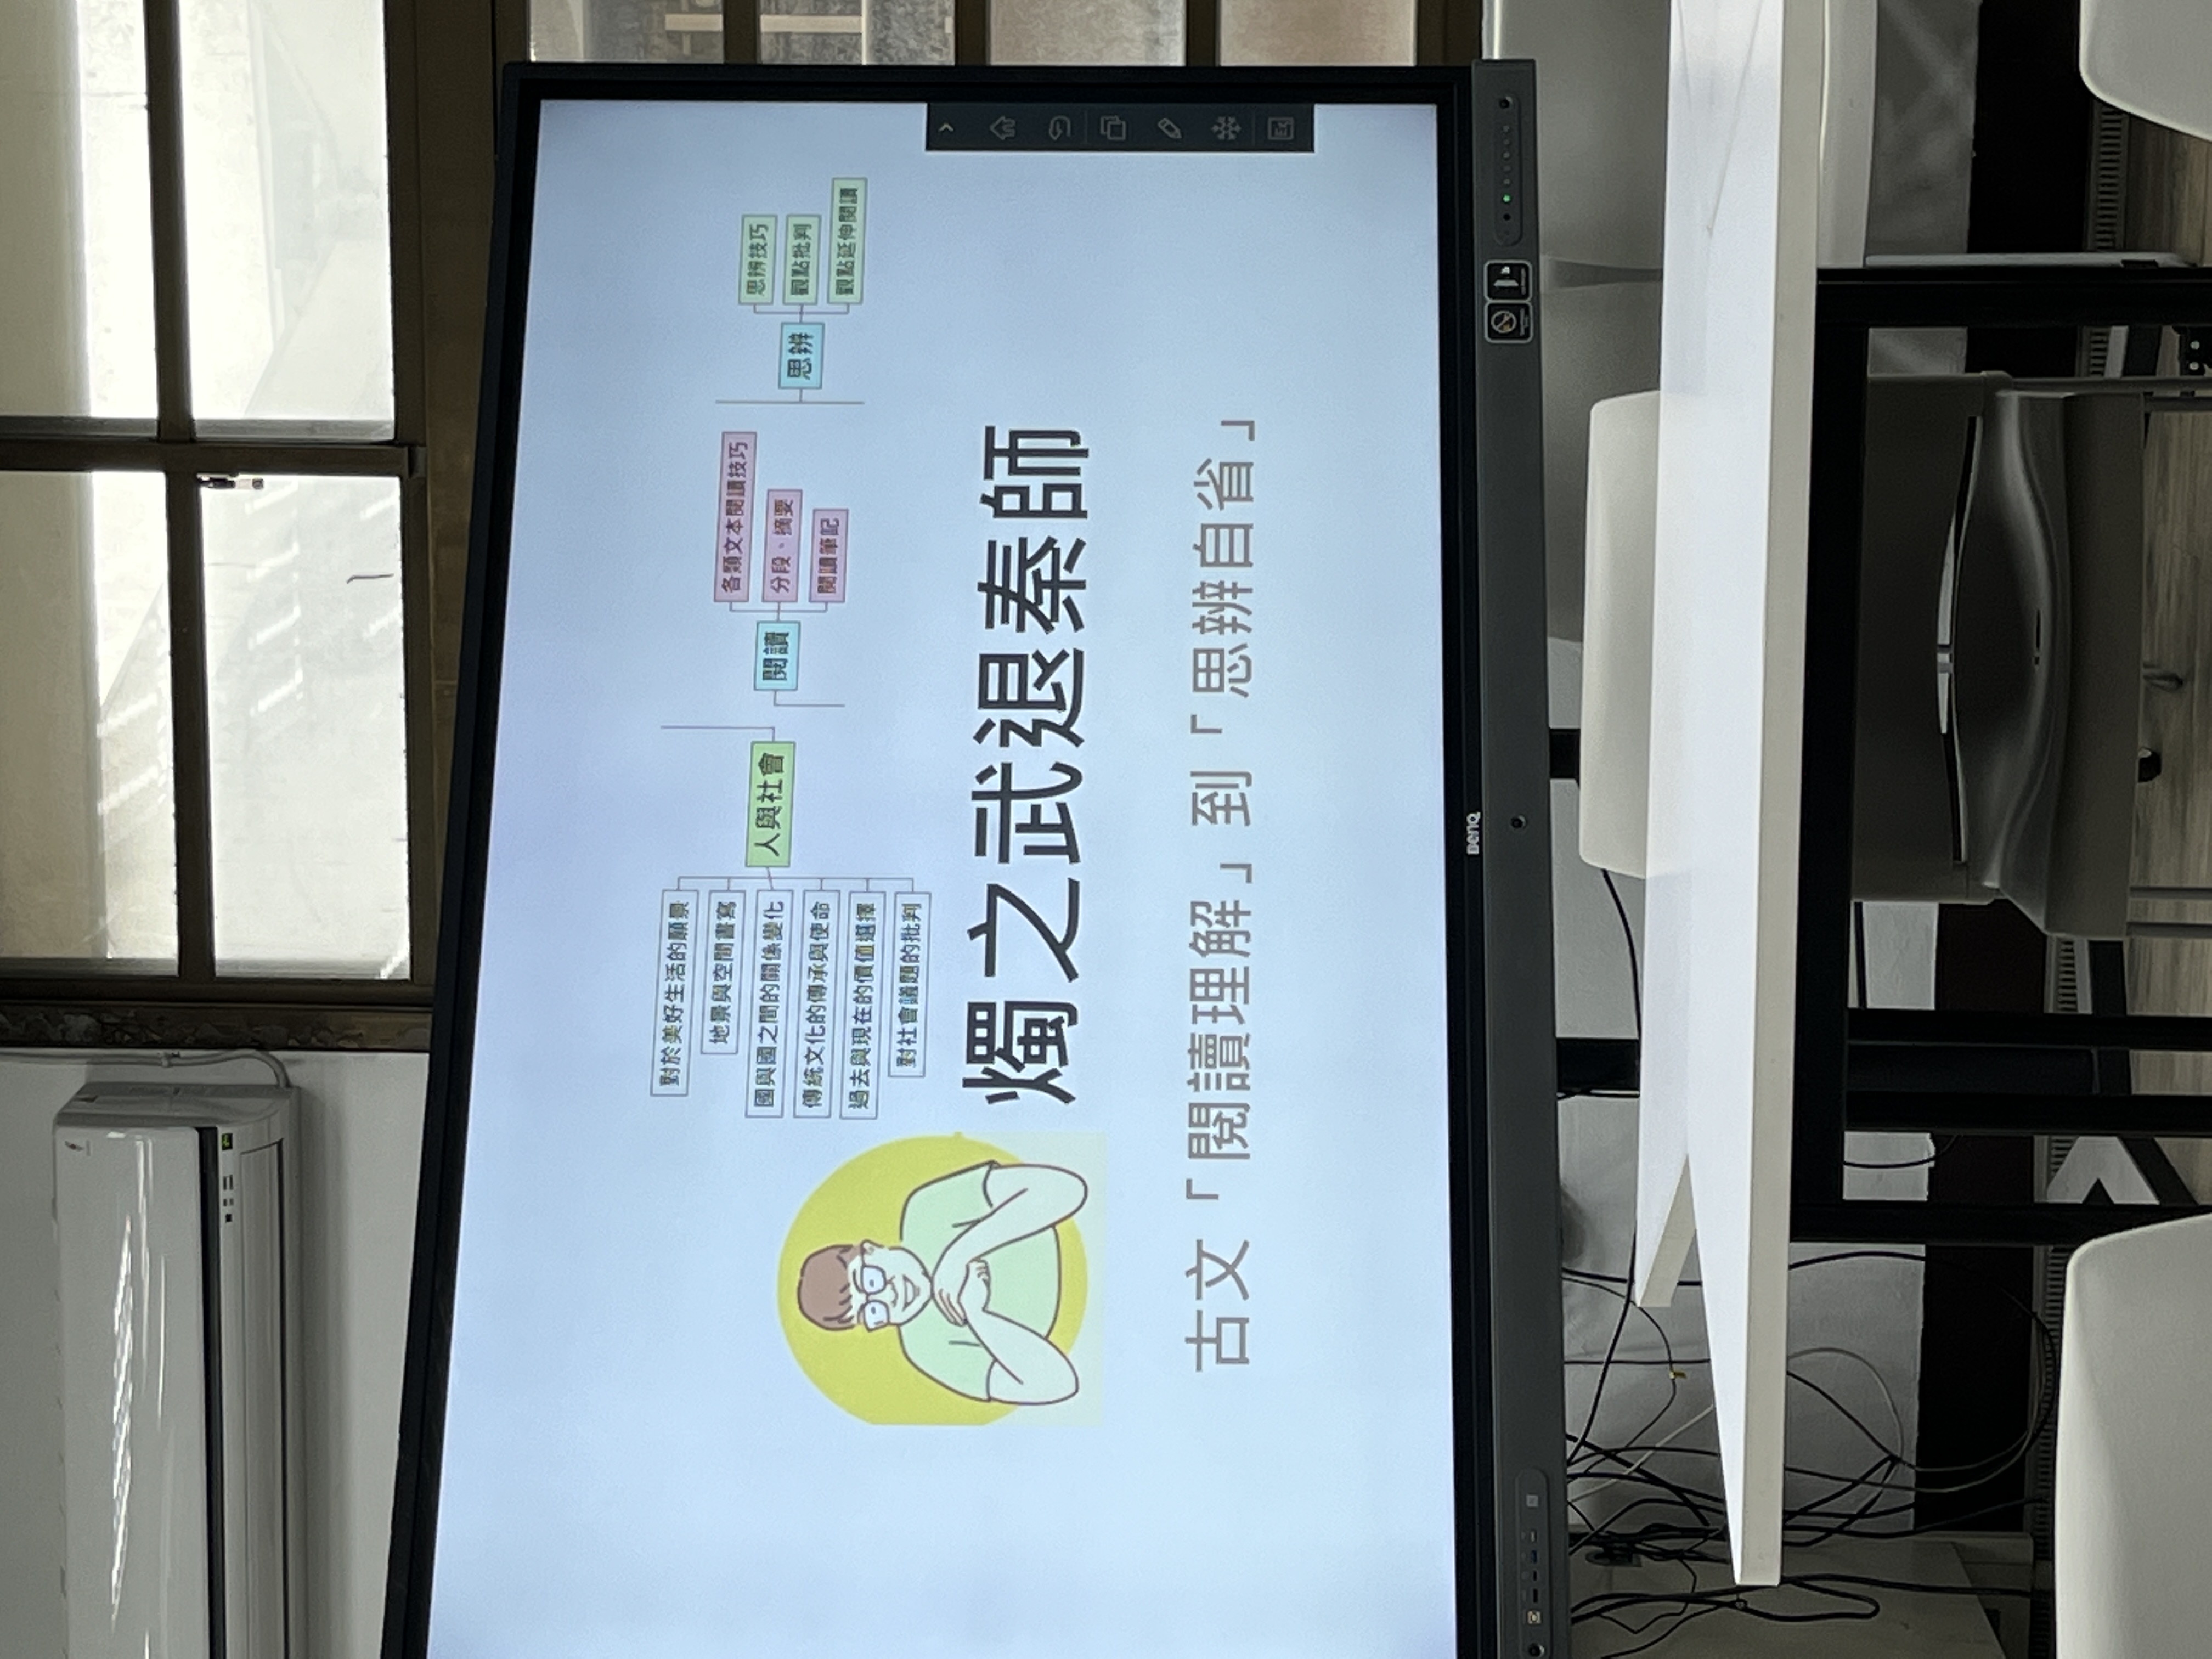 對於美好生活的願景
地景與空間書寫
國與國之間的關係變化
傳統文化的傳承與使命
過去與現在的價值選擇
對社會議題的批判
人與社會
閱讀
各類文本閱讀技巧
分段、摘要
閱讀筆記
思辨
思辨技巧
觀點批判
觀點延伸閱讀
燭之武退秦師
古文「閱讀理解」到「思辨自省」
BenQ